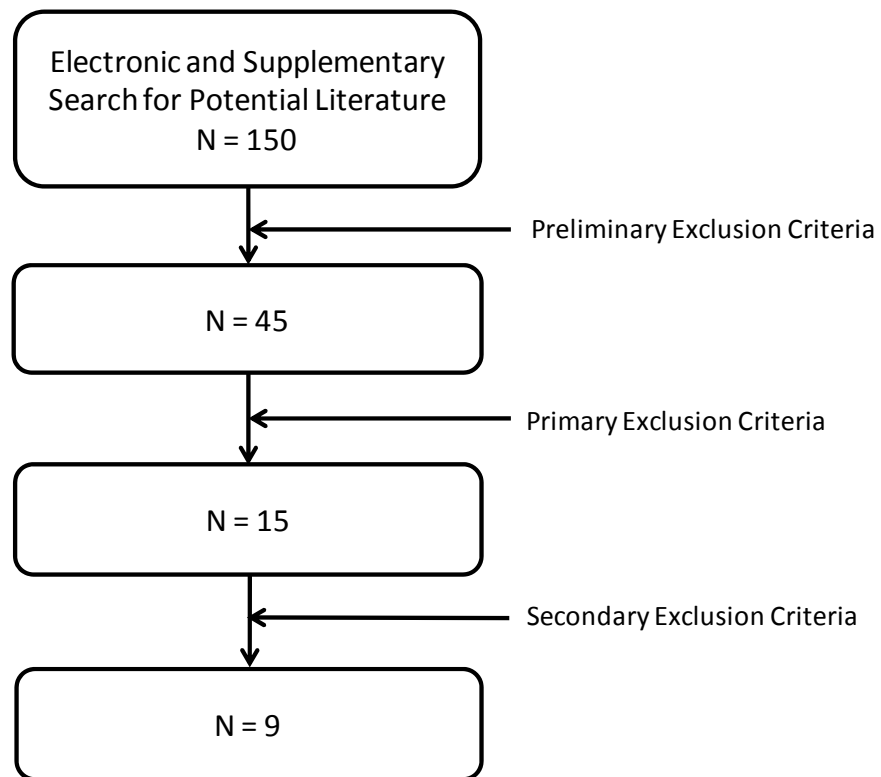 Electronic and Supplementary
Search for Potential Literature
N = 150
Preliminary Exclusion Criteria
N = 45
Primary Exclusion Criteria
N = 15
Secondary Exclusion Criteria
N = 9